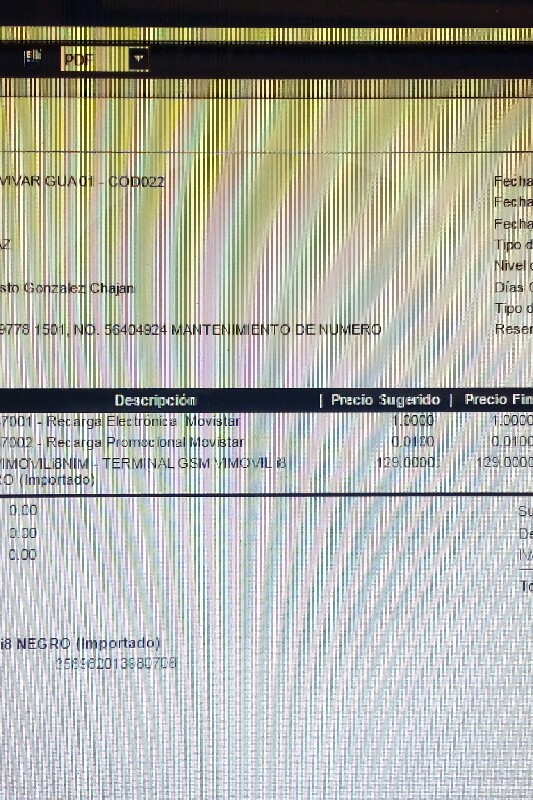 PDF
VIVAR GUA 01 - COD022
Fecha
Fecha
Fecha
AZ
Tipo d
Nivel d
sto Gonzalez Chajan
Días C
Tipo d
9778 1501, NO. 56404924 MANTENIMIENTO DE NUMERO
Reser
Descripción | Precio Sugerido | Precio Fin
7001 - Recarga Electrónica Movistar 1.0000 1.0000
7002 - Recarga Promocional Movistar 0.0100 0.0100
VIMOVILi8NIM - TERMINAL GSM VIMOVIL i8 129.0000 129.0000
RO (Importado)
0.00 Su
0.00 De
0.00 IVA
To
i8 NEGRO (Importado)